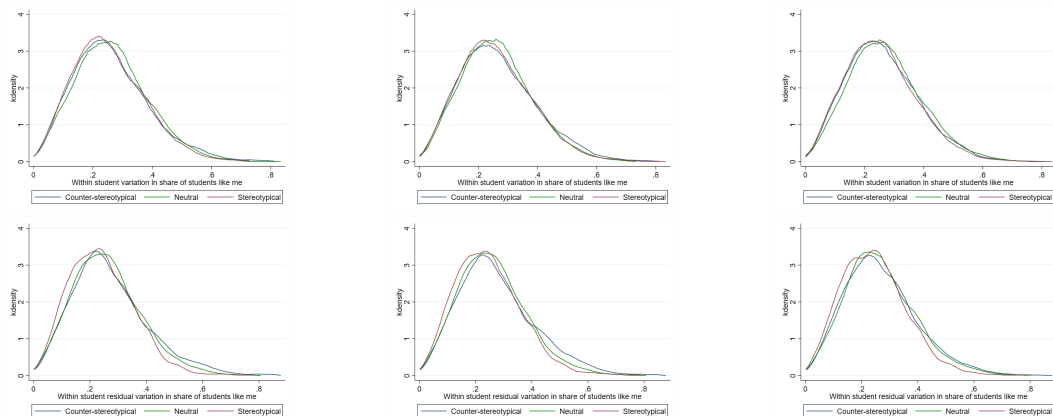 4
3
2
1
0
kdensity
0 .2 .4 .6 .8
Within student variation in share of students like me
Counter-stereotypical Neutral Stereotypical
4
3
2
1
0
kdensity
0 .2 .4 .6 .8
Within student variation in share of students like me
Counter-stereotypical Neutral Stereotypical
4
3
2
1
0
kdensity
0 .2 .4 .6 .8
Within student variation in share of students like me
Counter-stereotypical Neutral Stereotypical
4
3
2
1
0
kdensity
0 .2 .4 .6 .8
Within student residual variation in share of students like me
Counter-stereotypical Neutral Stereotypical
4
3
2
1
0
kdensity
0 .2 .4 .6 .8
Within student residual variation in share of students like me
Counter-stereotypical Neutral Stereotypical
4
3
2
1
0
kdensity
0 .2 .4 .6 .8
Within student residual variation in share of students like me
Counter-stereotypical Neutral Stereotypical